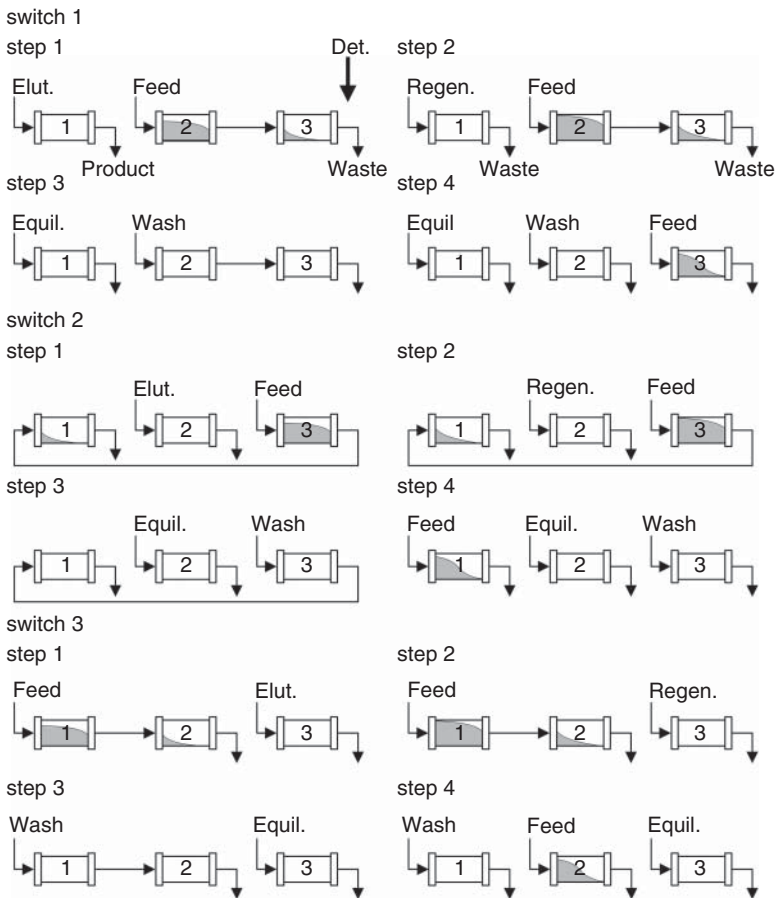 switch 1
step 1 Det. step 2
Elut. Feed Regen. Feed
1 2 3 1 2 3
Product Waste Waste Waste
step 3 step 4
Equil. Wash Equil Wash Feed
1 2 3 1 2 3
switch 2
step 1 step 2
Elut. Feed Regen. Feed
1 2 3 1 2 3
step 3 step 4
Equil. Wash Feed Equil. Wash
1 2 3 1 2 3
switch 3
step 1 step 2
Feed Elut. Feed Regen.
1 2 3 1 2 3
step 3 step 4
Wash Equil. Wash Feed Equil.
1 2 3 1 2 3